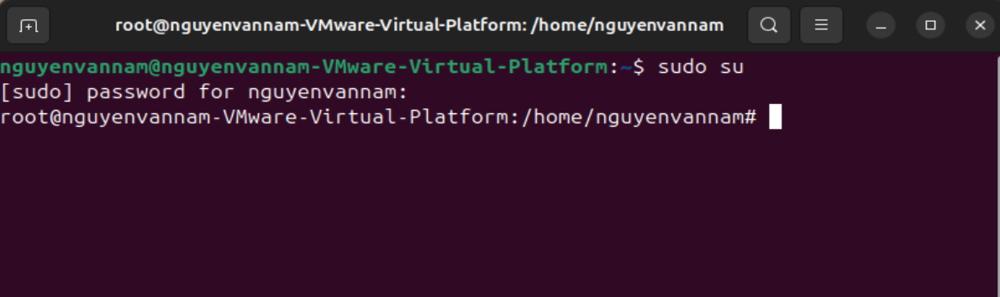 root@nguyenvannam-VMware-Virtual-Platform: /home/nguyenvannam
nguyenvannam@nguyenvannam-VMware-Virtual-Platform:~$ sudo su
[sudo] password for nguyenvannam:
root@nguyenvannam-VMware-Virtual-Platform:/home/nguyenvannam#